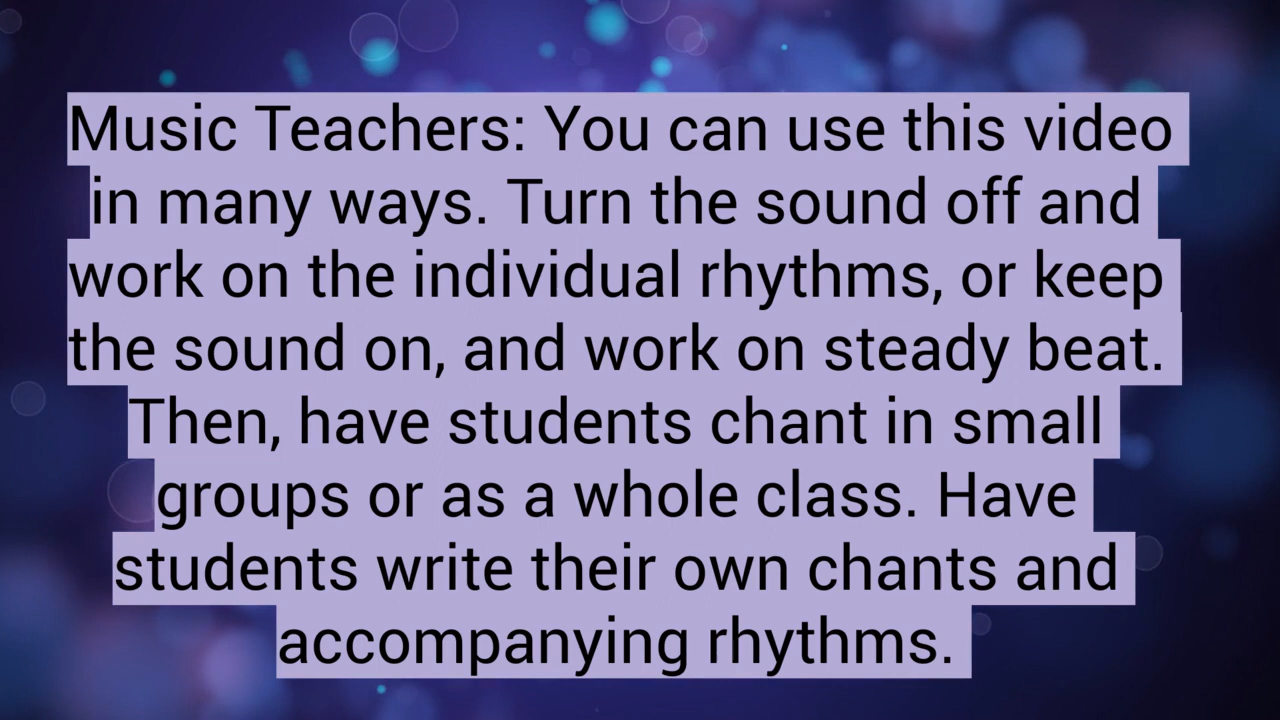 Music Teachers: You can use this video
in many ways. Turn the sound off and
work on the individual rhythms, or keep
the sound on, and work on steady beat.
Then, have students chant in small
groups or as a whole class. Have
students write their own chants and
accompanying rhythms.